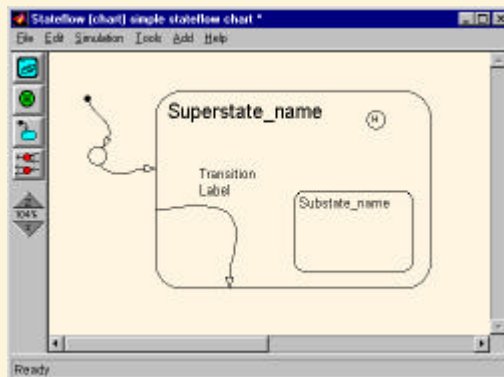 Stateflow (chart) simple stateflow chart *
File Edit Simulation Tools Add Help
Superstate_name
H
Transition
Label
Substate_name
104%
Ready